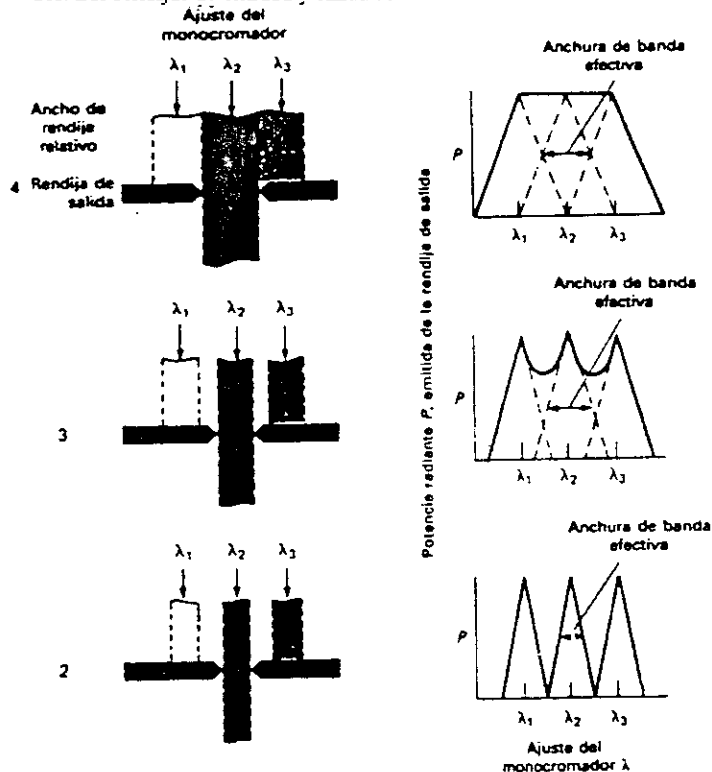 Ajuste del
monocromador
λ1 λ2 λ3
Ancho de
rendije
relativo
4 Rendija de
salida
Anchura de banda
efectiva
P
λ1 λ2 λ3
λ1 λ2 λ3
3
Anchura de banda
efectiva
P
λ1 λ2 λ3
λ1 λ2 λ3
2
Anchura de banda
efectiva
P
λ1 λ2 λ3
Ajuste del
monocromador λ
Potencia radiante P, emitida de la rendija de salida